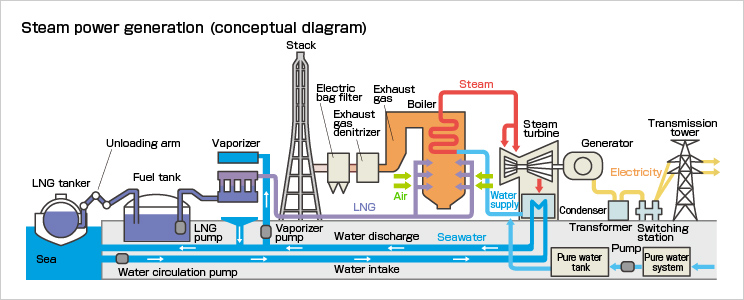 Steam power generation (conceptual diagram)
Stack
Electric
bag filter
Exhaust
gas
denitrizer
Exhaust
gas
Boiler
Steam
Steam
turbine
Generator
Transmission
tower
Unloading arm
Vaporizer
LNG tanker
Fuel tank
Electricity
LNG
Air
Water
supply
Condenser
Transformer
Switching
station
LNG
pump
Vaporizer
pump
Water discharge
Seawater
Sea
Water circulation pump
Water intake
Pure water
tank
Pump
Pure water
system